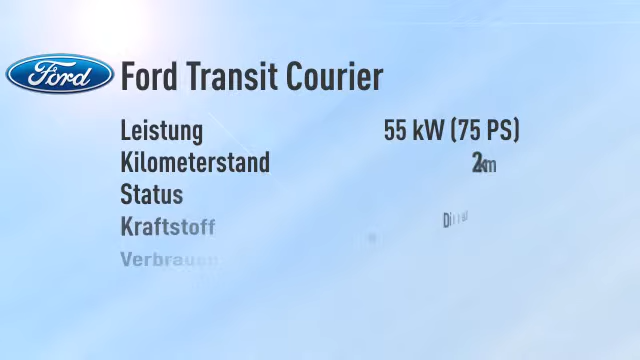 Ford Ford Transit Courier
Leistung 55 kW (75 PS)
Kilometerstand
Status
Kraftstoff